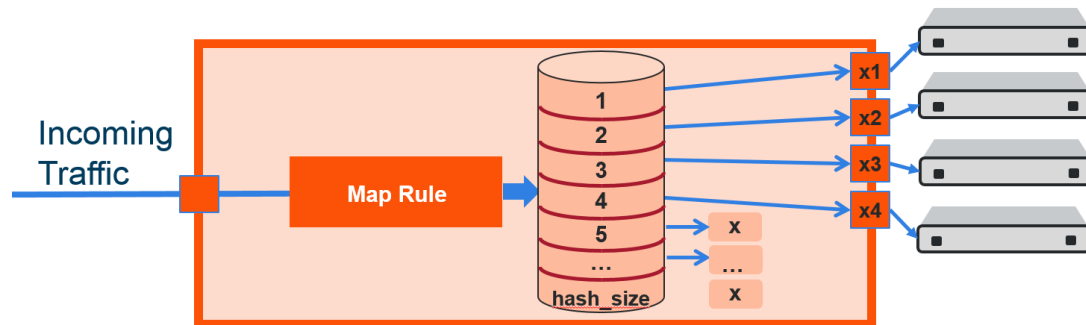 Incoming
Traffic
Map Rule
1
2
3
4
5
...
hash_size
x
...
x
x1
x2
x3
x4